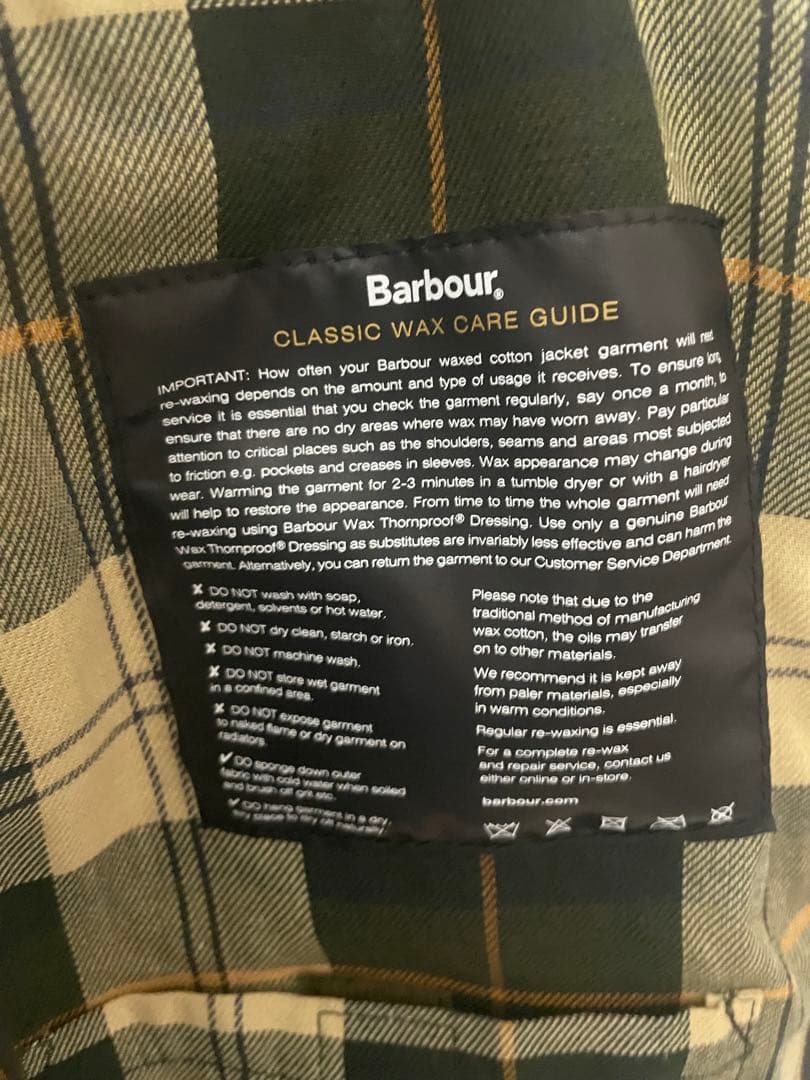 Barbour®
CLASSIC WAX CARE GUIDE
IMPORTANT: How often your Barbour waxed cotton jacket garment will
re-waxing depends on the amount and type of usage it receives. To ensure long
service it is essential that you check the garment regularly, say once a month, to
ensure that there are no dry areas where wax may have worn away. Pay particular
attention to critical places such as the shoulders, seams and areas most subjected
to friction e.g. pockets and creases in sleeves. Wax appearance may change during
wear. Warming the garment for 2-3 minutes in a tumble dryer or with a hairdryer
will help to restore the appearance. From time to time the whole garment will need
re-waxing using Barbour Wax Thornproof® Dressing. Use only a genuine Barbour
Wax Thornproof® Dressing as substitutes are invariably less effective and can harm the
garment. Alternatively, you can return the garment to our Customer Service Department.
✘ DO NOT wash with soap,
detergent, solvents or hot water.
✘ DO NOT dry clean, starch or iron.
✘ DO NOT machine wash.
✘ DO NOT store wet garment
in a confined area.
✘ DO NOT expose garment
to naked flame or dry garment on
radiators.
✔ DO sponge down outer
fabric with cold water when soiled
and brush off grit etc.
✔ DO hang garment in a dry,
airy place to dry off naturally.
Please note that due to the
traditional method of manufacturing
wax cotton, the oils may transfer
on to other materials.
We recommend it is kept away
from paler materials, especially
in warm conditions.
Regular re-waxing is essential.
For a complete re-wax
and repair service, contact us
either online or in-store.
barbour.com